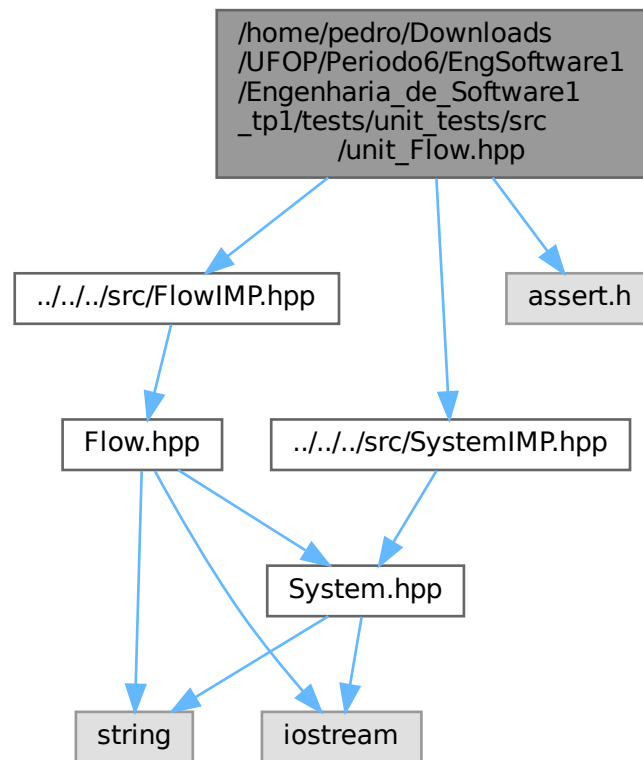 /home/pedro/Downloads
/UFOP/Periodo6/EngSoftware1
/Engenharia_de_Software1
_tp1/tests/unit_tests/src
/unit_Flow.hpp
../../../src/FlowIMP.hpp
assert.h
Flow.hpp
../../../src/SystemIMP.hpp
System.hpp
string
iostream